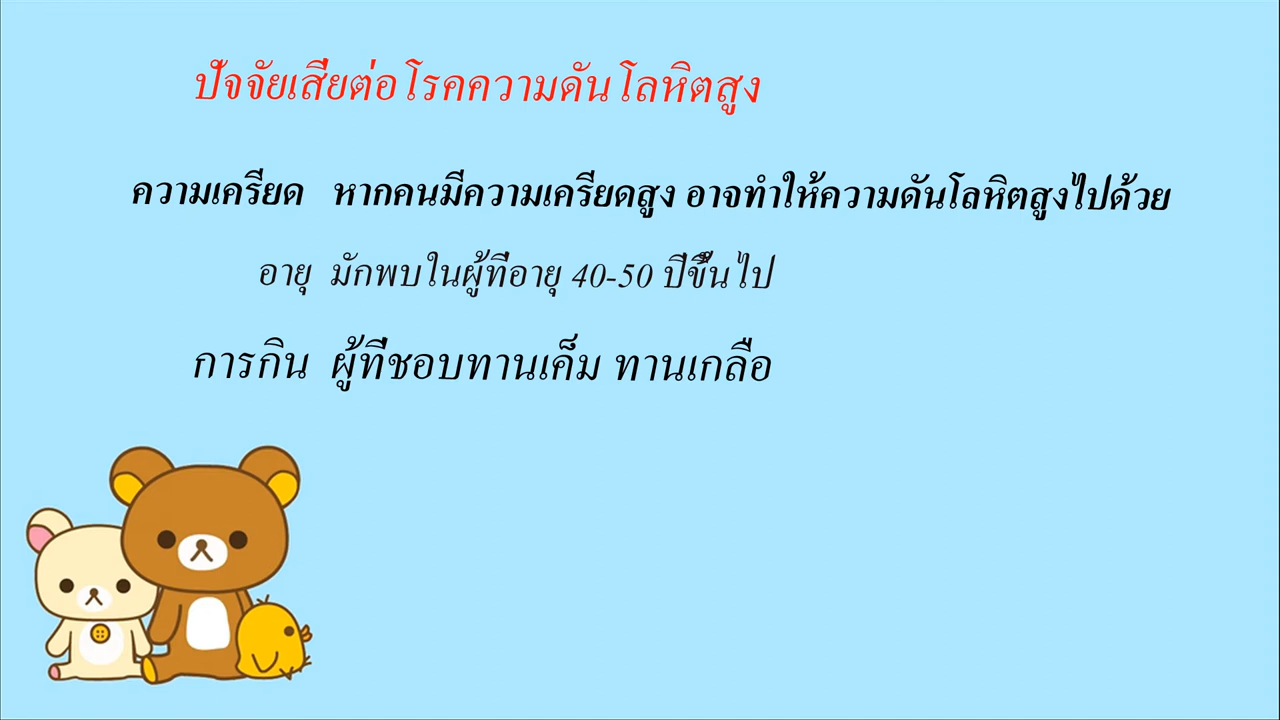 ปัจจัยเสี่ยต่อโรคความดันโลหิตสูง
ความเครียด หากคนมีความเครียดสูง อาจทำให้ความดันโลหิตสูงไปด้วย
อายุ มักพบในผู้ที่อายุ 40-50 ปีขึ้นไป
การกิน ผู้ที่ชอบทานเค็ม ทานเกลือ